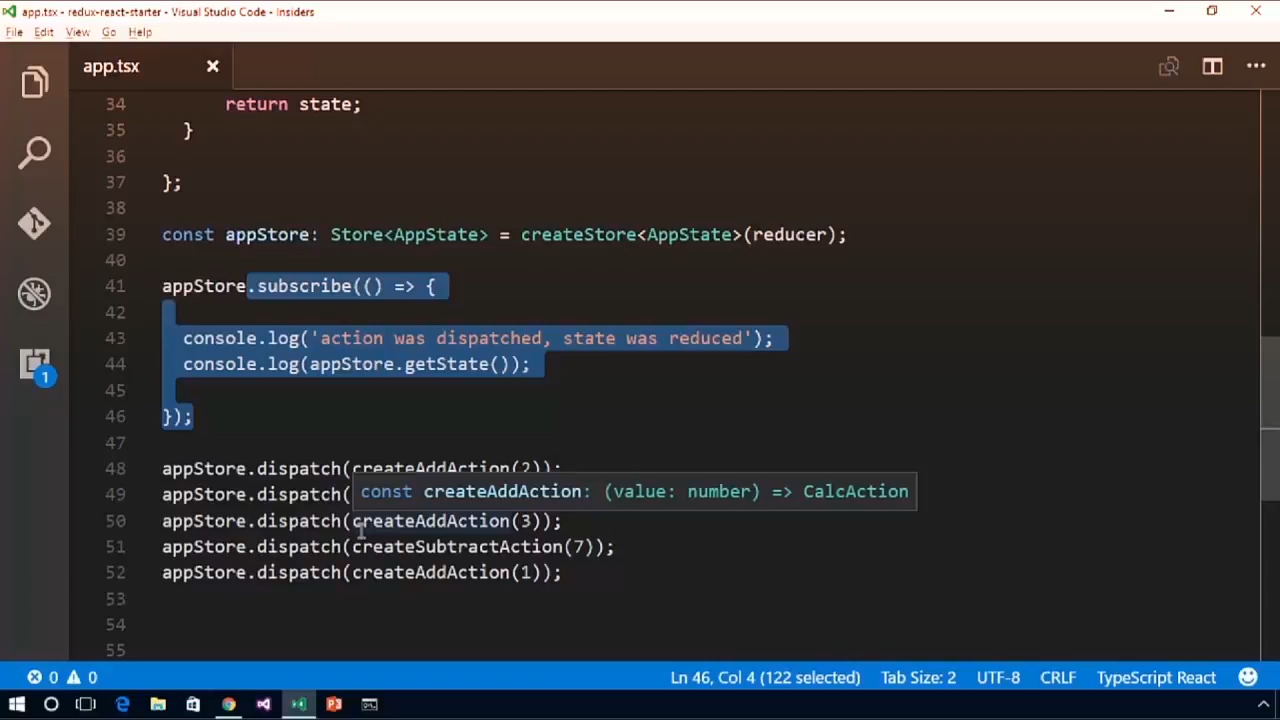 app.tsx - redux-react-starter - Visual Studio Code - Insiders
File Edit View Go Help
app.tsx
34 return state;
35 }
36
37 };
38
39 const appStore: Store<AppState> = createStore<AppState>(reducer);
40
41 appStore.subscribe(() => {
42
43 console.log('action was dispatched, state was reduced');
44 console.log(appStore.getState());
45
46 });
47
48 appStore.dispatch(createAddAction(2));
49 appStore.dispatch(
const createAddAction: (value: number) => CalcAction
50 appStore.dispatch(createAddAction(3));
51 appStore.dispatch(createSubtractAction(7));
52 appStore.dispatch(createAddAction(1));
53
54
55
1
0 0 Ln 46, Col 4 (122 selected) Tab Size: 2 UTF-8 CRLF TypeScript React